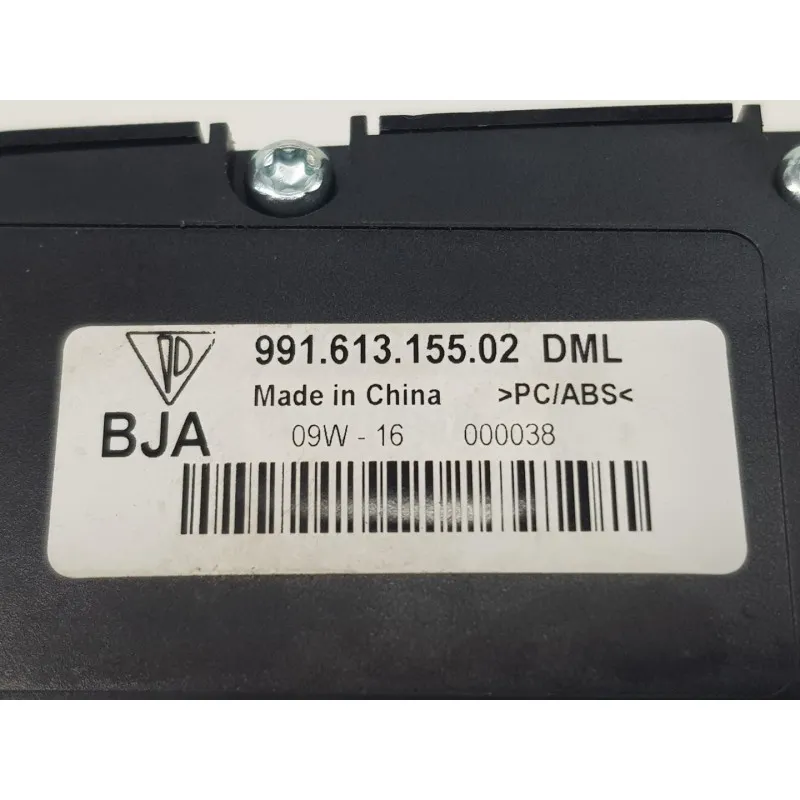 991.613.155.02 DML
Made in China >PC/ABS<
BJA
09W - 16 000038